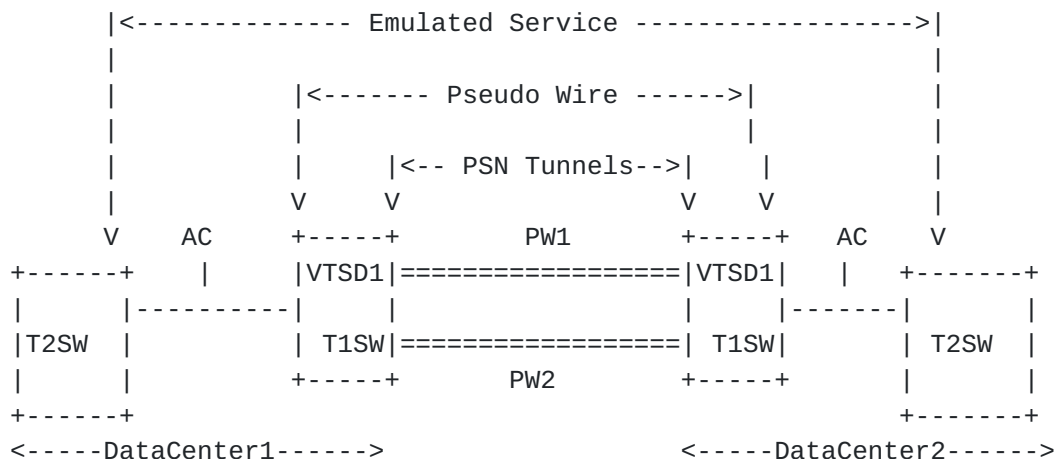 |<-------------- Emulated Service ------------------>|
| |
| |<------- Pseudo Wire ------>| |
| | | |
| | |<-- PSN Tunnels-->| | |
| V V V V |
V AC +-----+ PW1 +-----+ AC V
+------+ | |VTSD1|==================|VTSD1| | +-------+
| |----------| | | |-------| |
|T2SW | | T1SW|==================| T1SW| | T2SW |
| | +-----+ PW2 +-----+ | |
+------+ +-------+
<-----DataCenter1------> <-----DataCenter2------>